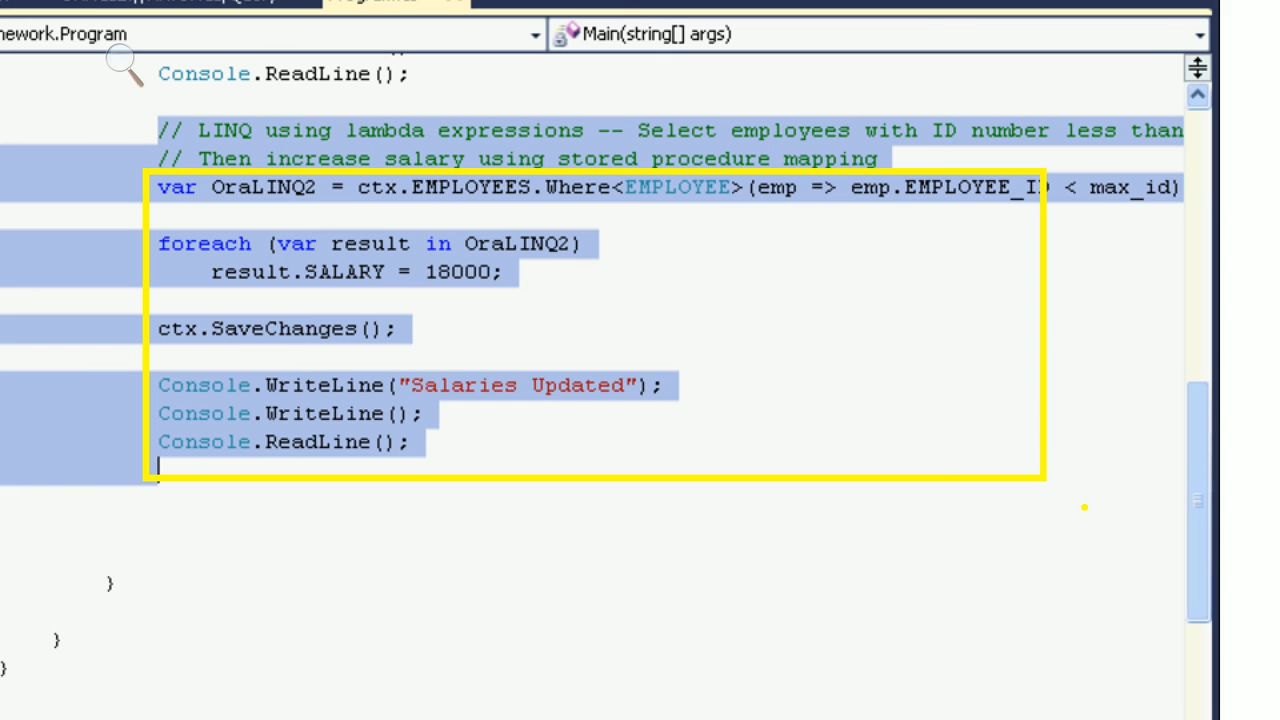 nework.Program
Main(string[] args)
Console.ReadLine();
// LINQ using lambda expressions -- Select employees with ID number less than
// Then increase salary using stored procedure mapping
var OraLINQ2 = ctx.EMPLOYEES.Where<EMPLOYEE>(emp => emp.EMPLOYEE_ID < max_id)
foreach (var result in OraLINQ2)
result.SALARY = 18000;
ctx.SaveChanges();
Console.WriteLine("Salaries Updated");
Console.WriteLine();
Console.ReadLine();
}
}
}